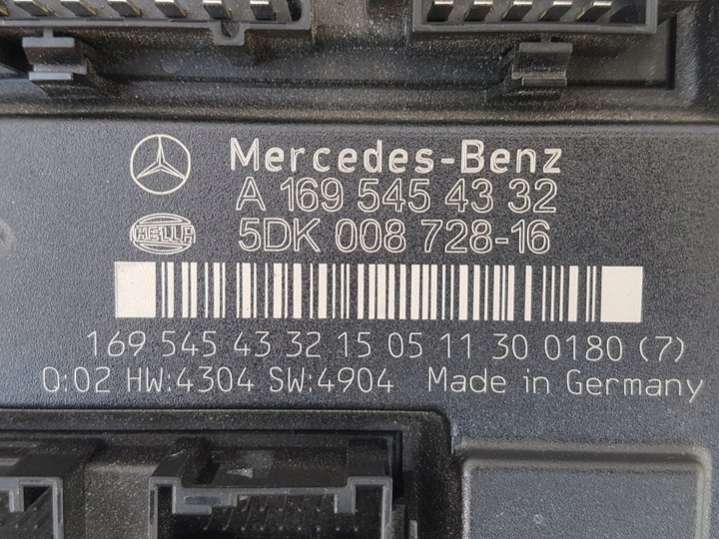 Mercedes-Benz
A 169 545 43 32
HELLA
5DK 008 728-16
169 545 43 32 15 05 11 30 0180 (7)
Q:02 HW:4304 SW:4904 Made in Germany